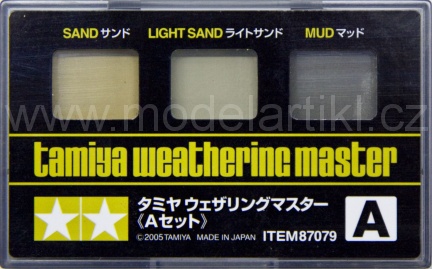 SAND サンド LIGHT SAND ライトサンド MUD マッド
www.modelartikl.cz
tamiya weathering master
タミヤ ウェザリングマスター
《Aセット》
A
© 2005 TAMIYA MADE IN JAPAN ITEM 87079